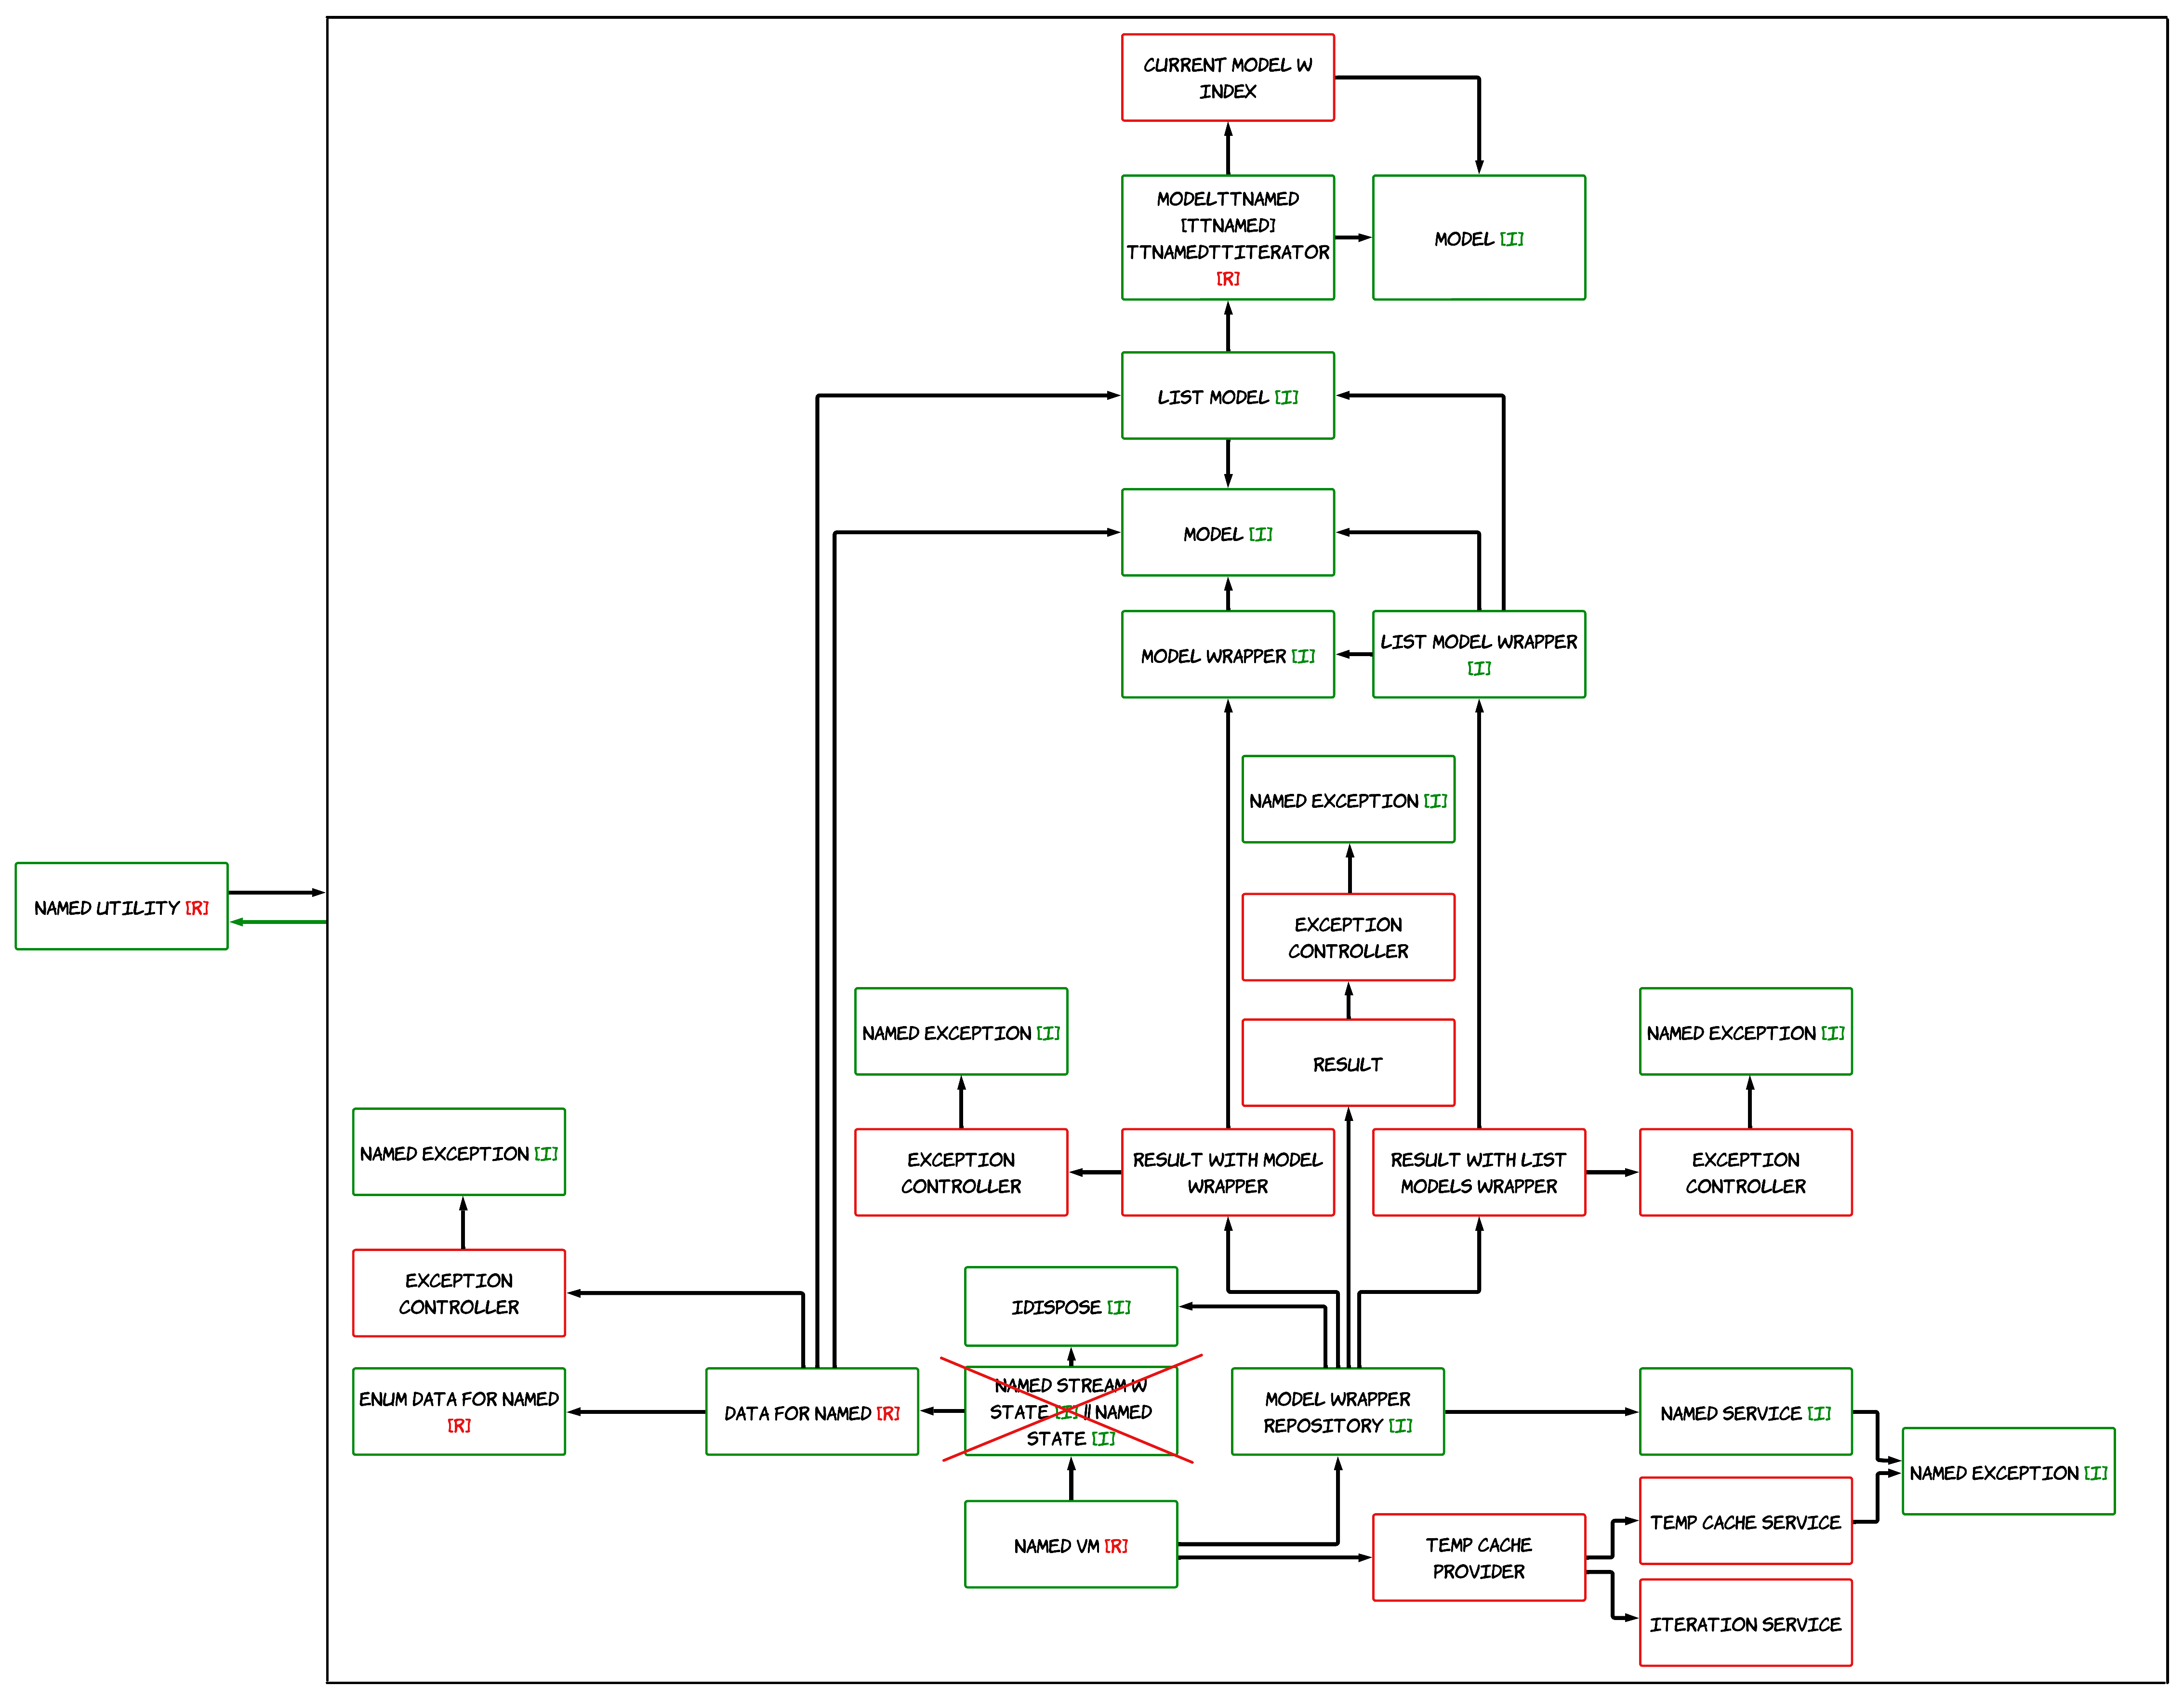 CURRENT MODEL W
INDEX
MODELTTNAMED
[TTNAMED]
TTNAMEDTTITERATOR
[R]
MODEL [I]
LIST MODEL [I]
MODEL [I]
MODEL WRAPPER [I]
LIST MODEL WRAPPER
[I]
NAMED EXCEPTION [I]
NAMED UTILITY [R]
EXCEPTION
CONTROLLER
NAMED EXCEPTION [I]
RESULT
NAMED EXCEPTION [I]
NAMED EXCEPTION [I]
EXCEPTION
CONTROLLER
RESULT WITH MODEL
WRAPPER
RESULT WITH LIST
MODELS WRAPPER
EXCEPTION
CONTROLLER
EXCEPTION
CONTROLLER
IDISPOSE [I]
ENUM DATA FOR NAMED
[R]
DATA FOR NAMED [R]
NAMED STREAM W
STATE [I] || NAMED
STATE [I]
MODEL WRAPPER
REPOSITORY [I]
NAMED SERVICE [I]
NAMED EXCEPTION [I]
NAMED VM [R]
TEMP CACHE
PROVIDER
TEMP CACHE SERVICE
ITERATION SERVICE